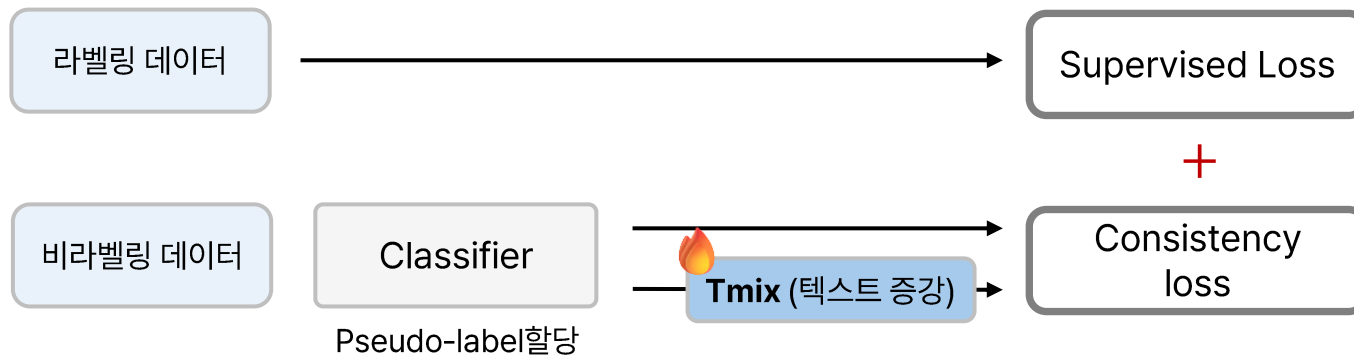 라벨링 데이터
Supervised Loss
+
비라벨링 데이터
Classifier
Pseudo-label할당
Tmix (텍스트 증강)
Consistency
loss